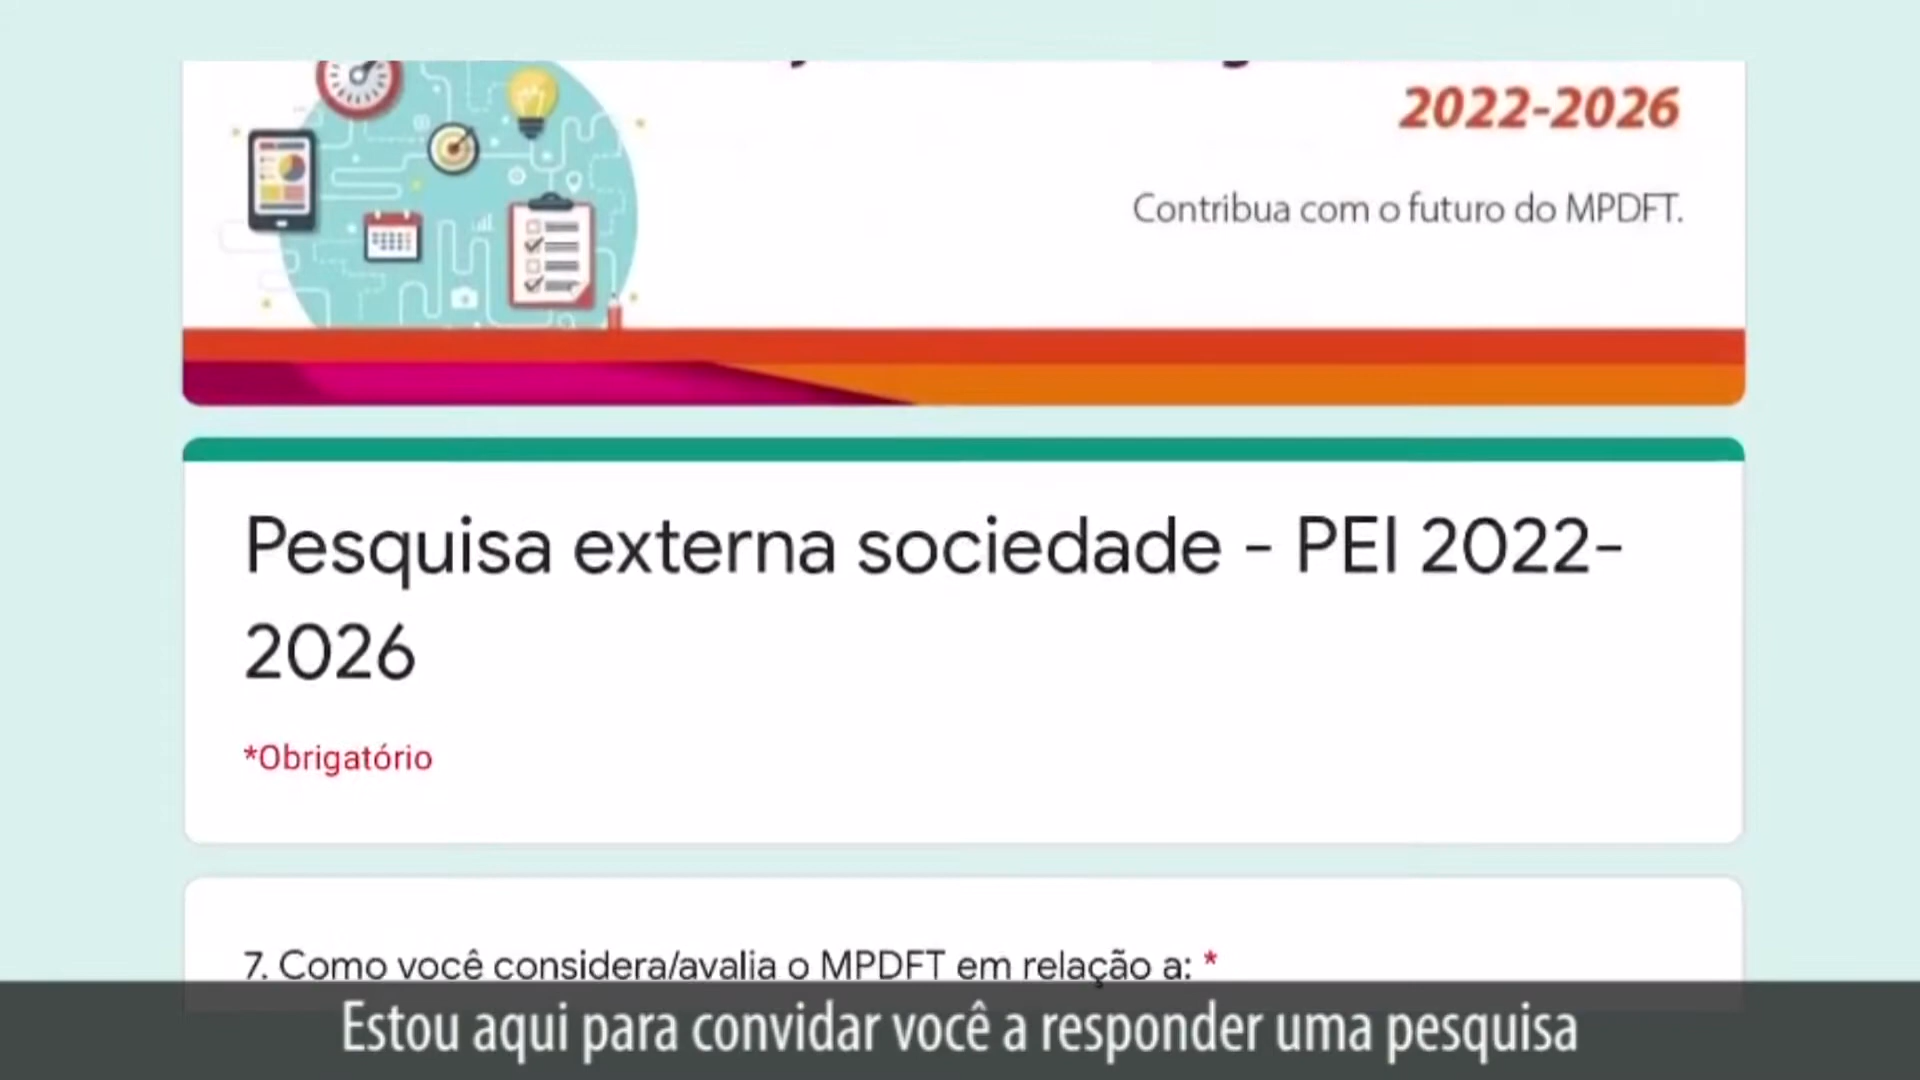 2022-2026
Contribua com o futuro do MPDFT.
Pesquisa externa sociedade - PEI 2022-
2026
*Obrigatório
7. Como você considera/avalia o MPDFT em relação a: *
Estou aqui para convidar você a responder uma pesquisa